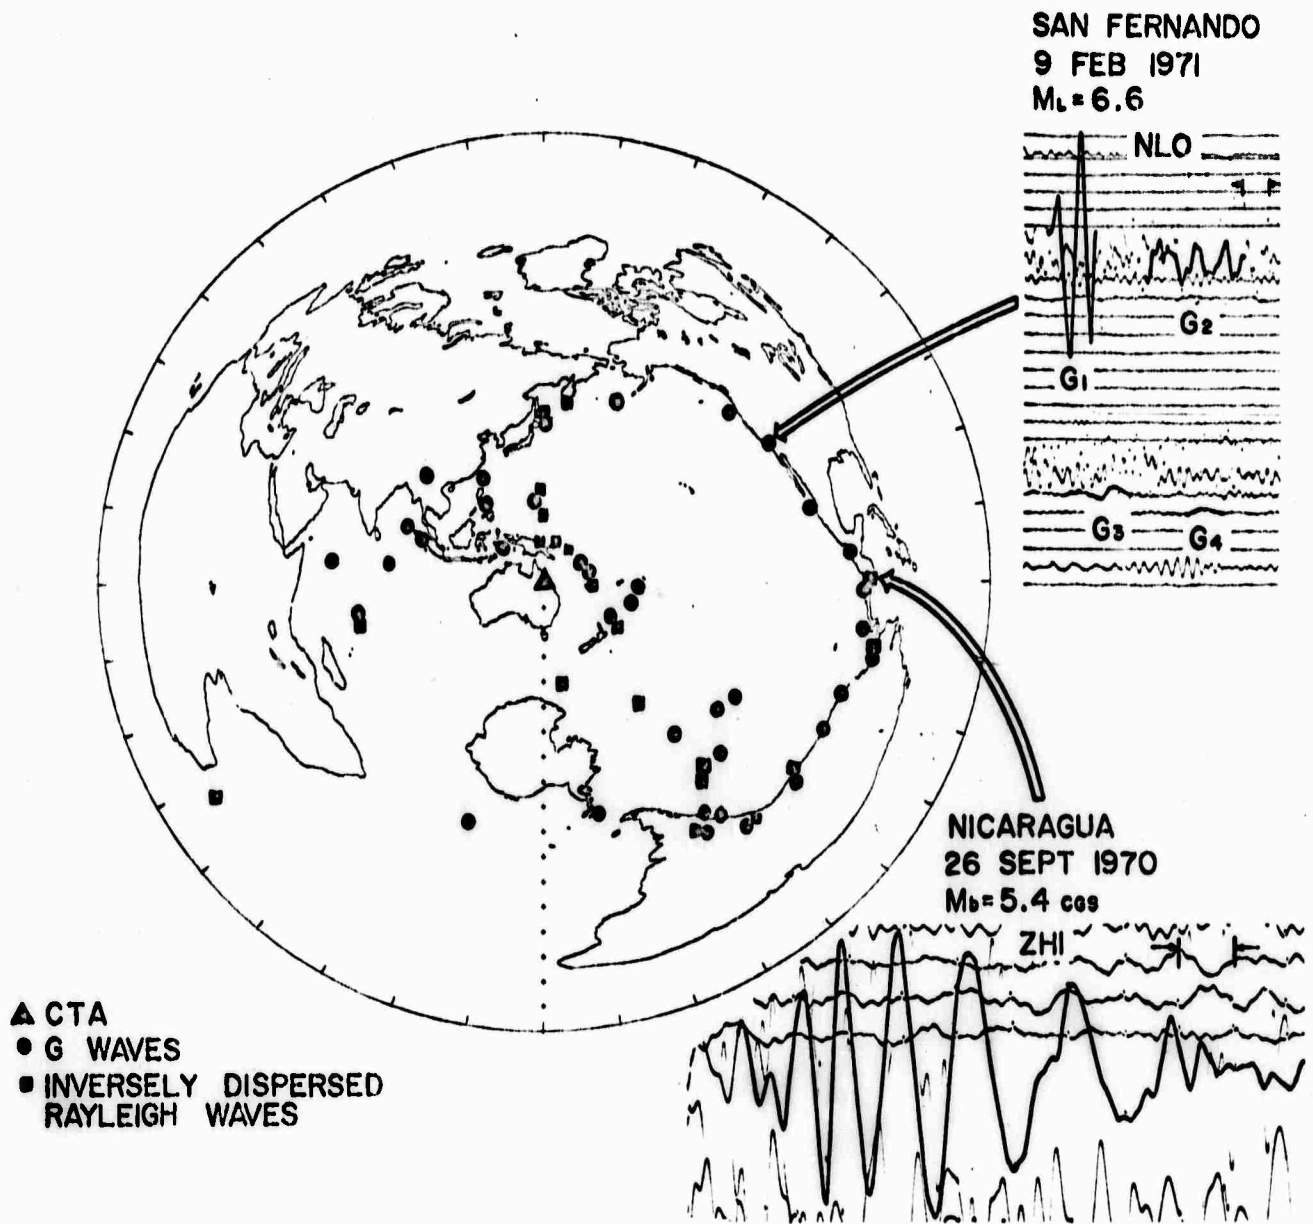 SAN FERNANDO
9 FEB 1971
ML=6.6
NLO
G2
G1
G3
G4
NICARAGUA
26 SEPT 1970
Mb=5.4 CGS
ZHI
CTA
G WAVES
INVERSELY DISPERSED
RAYLEIGH WAVES